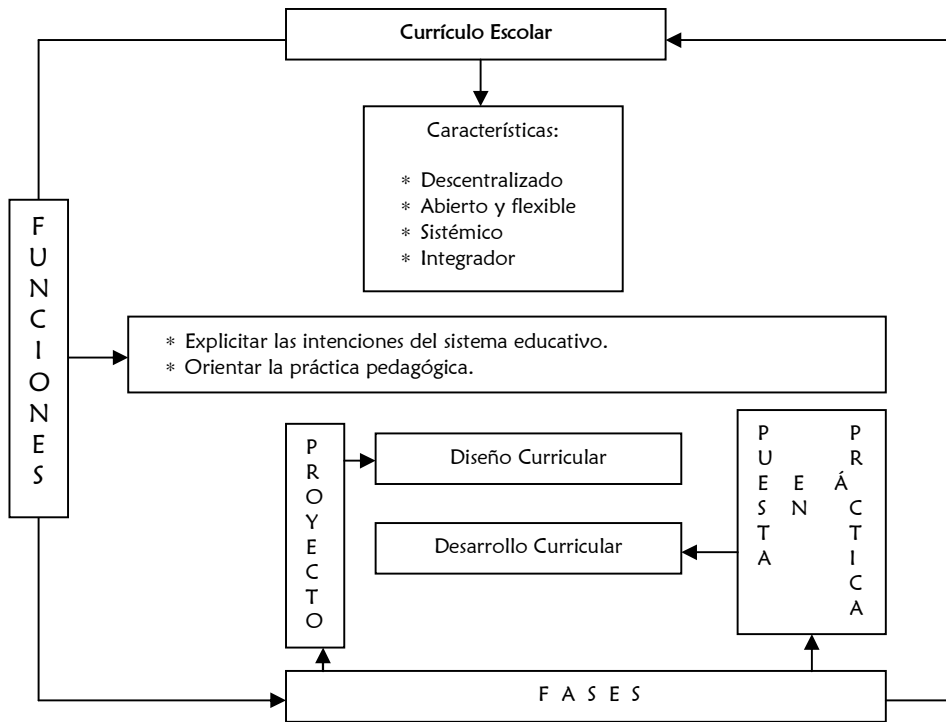 Currículo Escolar
Características:
* Descentralizado
* Abierto y flexible
* Sistémico
* Integrador
FUNCIONES
* Explicitar las intenciones del sistema educativo.
* Orientar la práctica pedagógica.
PROYECTO
Diseño Curricular
Desarrollo Curricular
PUESTA
EN
PRÁCTICA
F A S E S